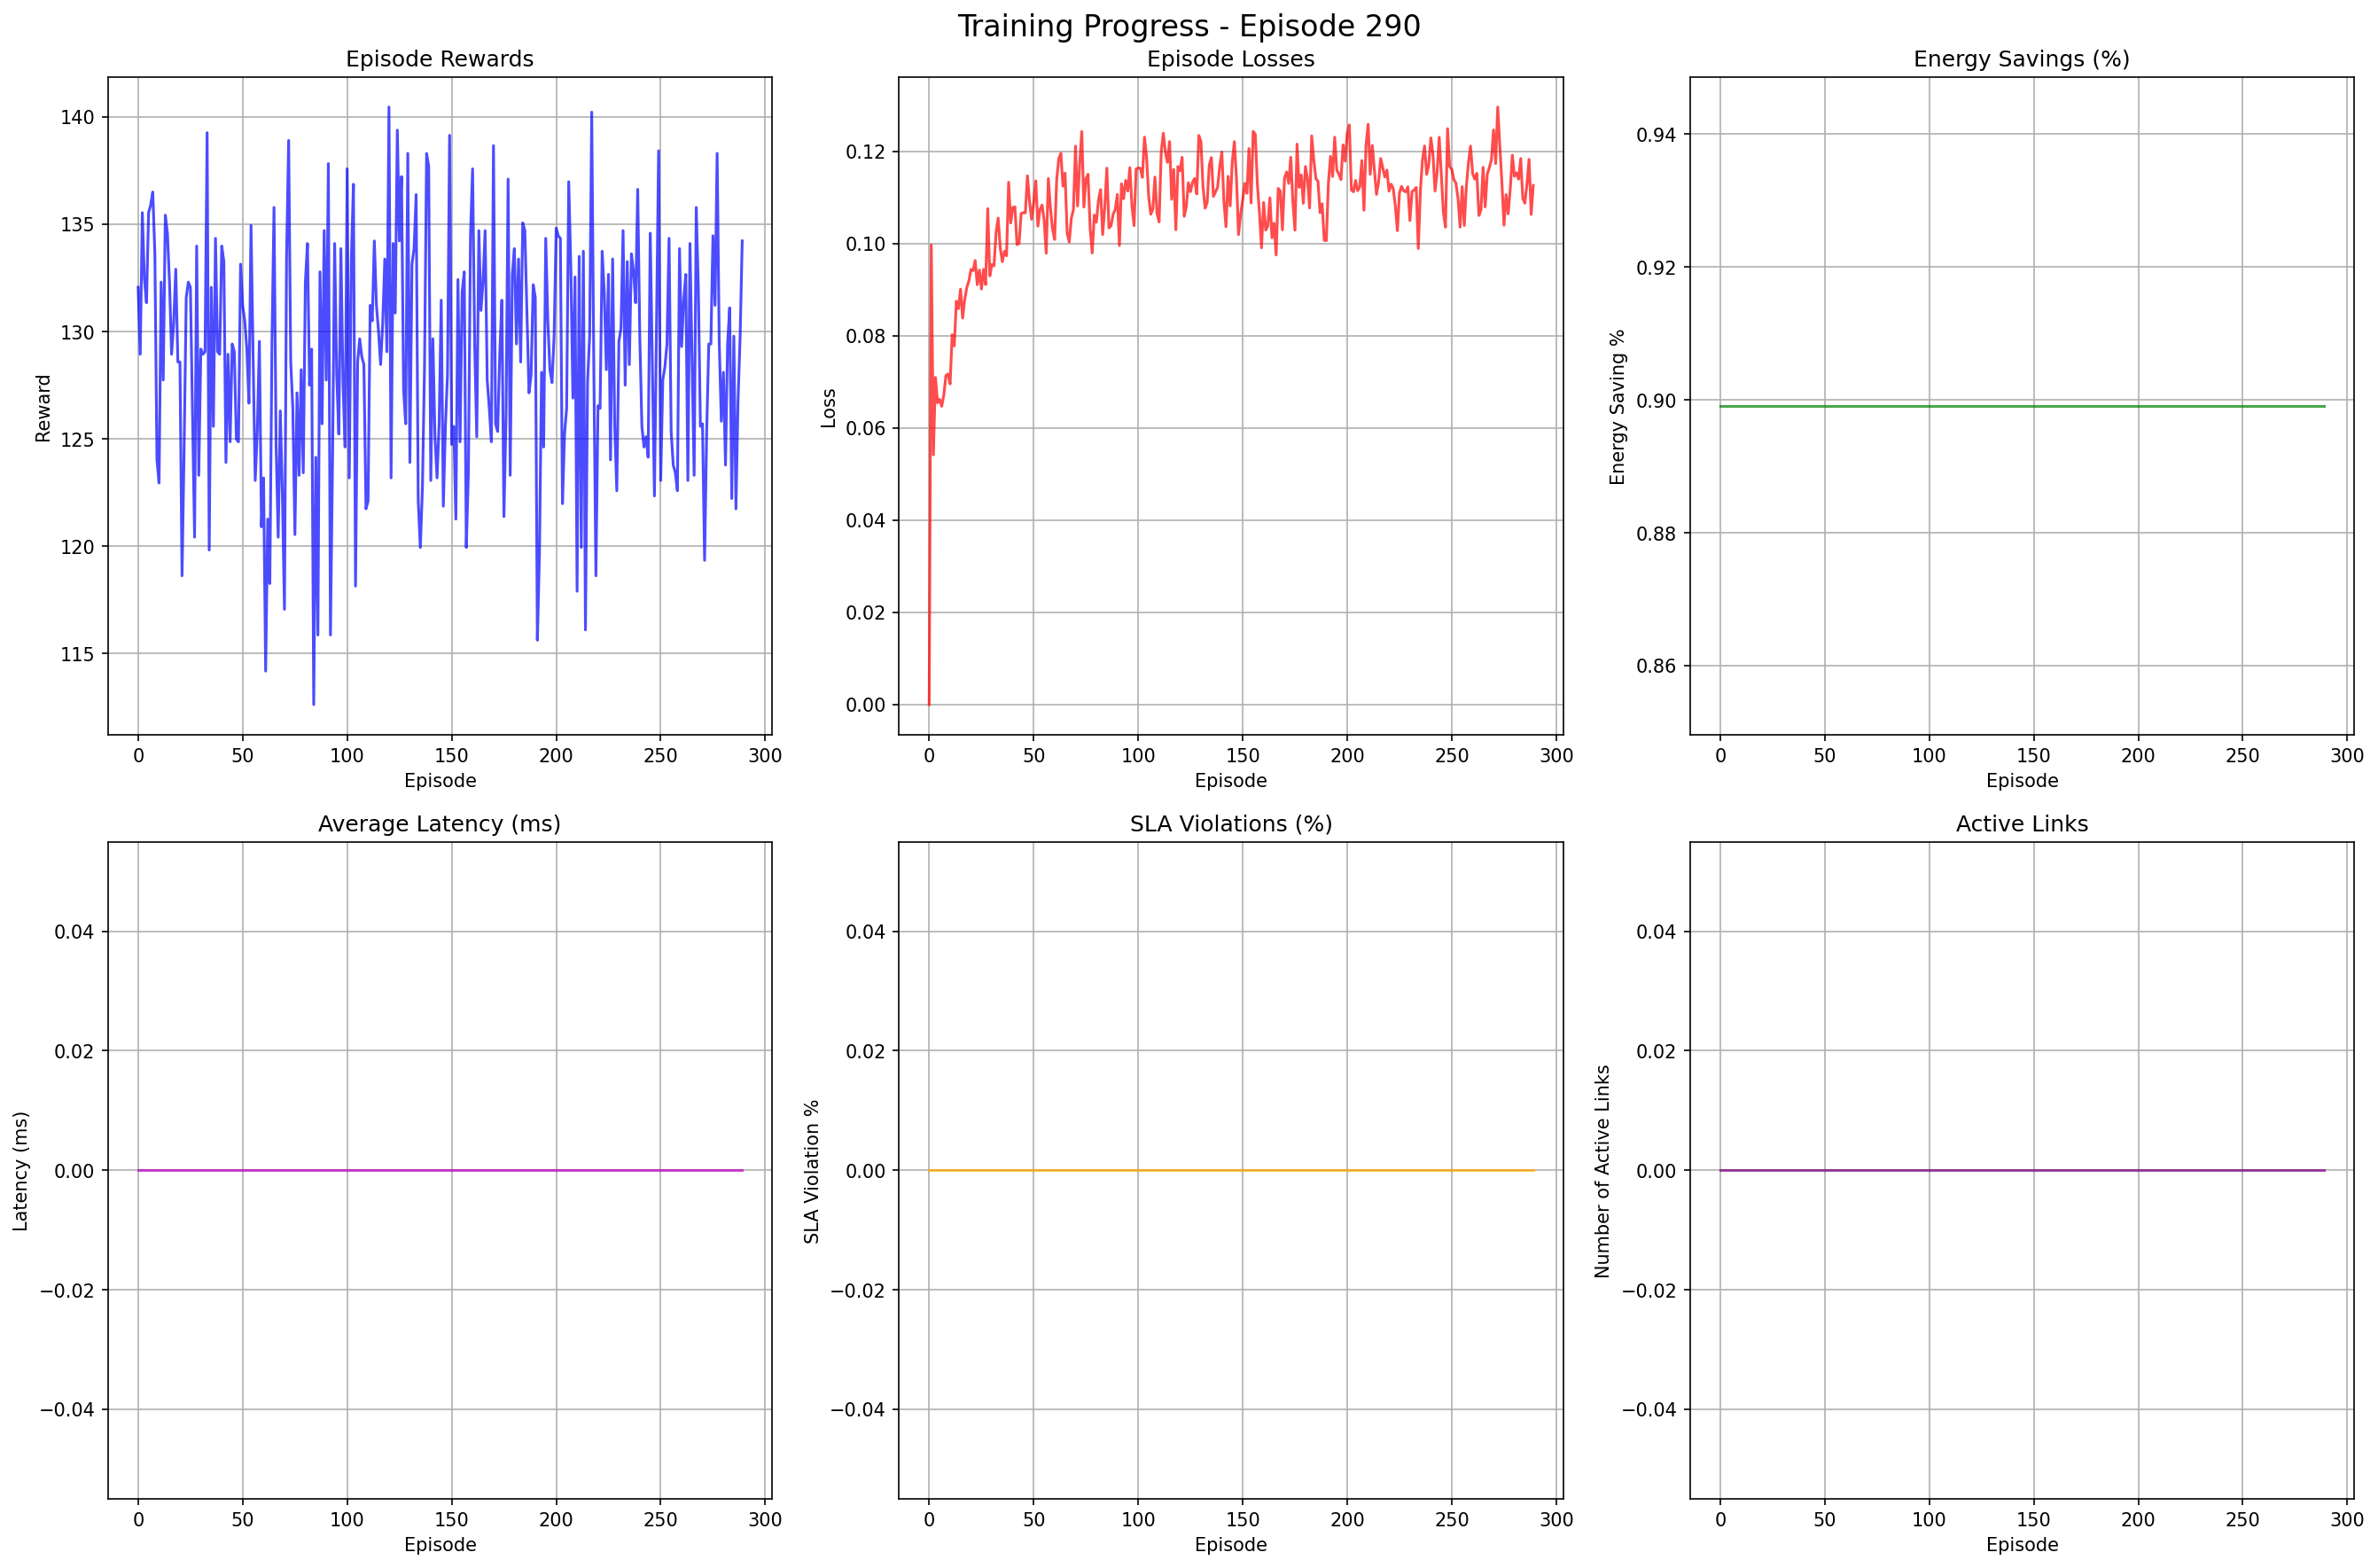 Training Progress - Episode 290
Episode Rewards
140
135
130
125
120
115
Reward
0 50 100 150 200 250 300
Episode
Episode Losses
0.12
0.10
0.08
0.06
0.04
0.02
0.00
Loss
0 50 100 150 200 250 300
Episode
Energy Savings (%)
0.94
0.92
0.90
0.88
0.86
Energy Saving %
0 50 100 150 200 250 300
Episode
Average Latency (ms)
0.04
0.02
0.00
−0.02
−0.04
Latency (ms)
0 50 100 150 200 250 300
Episode
SLA Violations (%)
0.04
0.02
0.00
−0.02
−0.04
SLA Violation %
0 50 100 150 200 250 300
Episode
Active Links
0.04
0.02
0.00
−0.02
−0.04
Number of Active Links
0 50 100 150 200 250 300
Episode